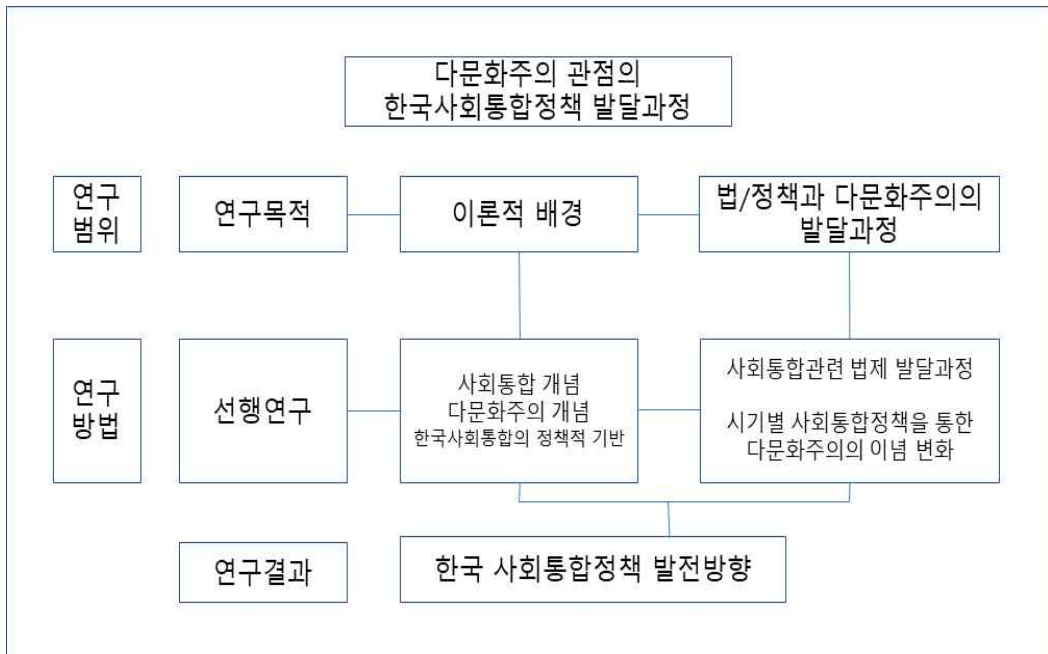 다문화주의 관점의
한국사회통합정책 발달과정
연구
범위
연구목적
이론적 배경
법/정책과 다문화주의의
발달과정
연구
방법
선행연구
사회통합 개념
다문화주의 개념
한국사회통합의 정책적 기반
사회통합관련 법제 발달과정
시기별 사회통합정책을 통한
다문화주의의 이념 변화
연구결과
한국 사회통합정책 발전방향